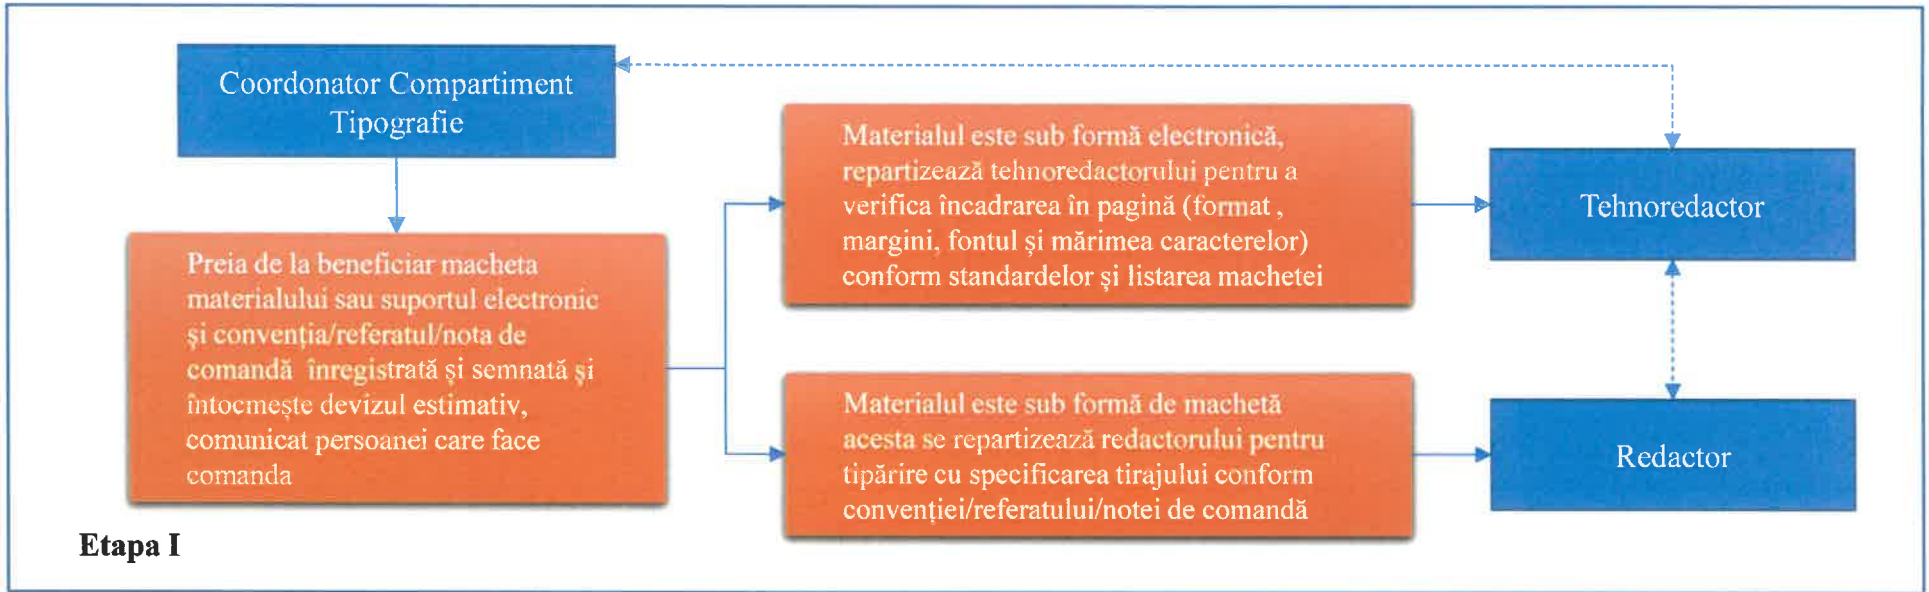 Coordonator Compartiment
Tipografie
Preia de la beneficiar macheta
materialului sau suportul electronic
și convenția/referatul/nota de
comandă înregistrată și semnată și
întocmește devizul estimativ,
comunicat persoanei care face
comanda
Materialul este sub formă electronică,
repartizează tehnoredactorului pentru a
verifica încadrarea în pagină (format ,
margini, fontul și mărimea caracterelor)
conform standardelor și listarea machetei
Materialul este sub formă de machetă
acesta se repartizează redactorului pentru
tipărire cu specificarea tirajului conform
convenției/referatului/notei de comandă
Tehnoredactor
Redactor
Etapa I